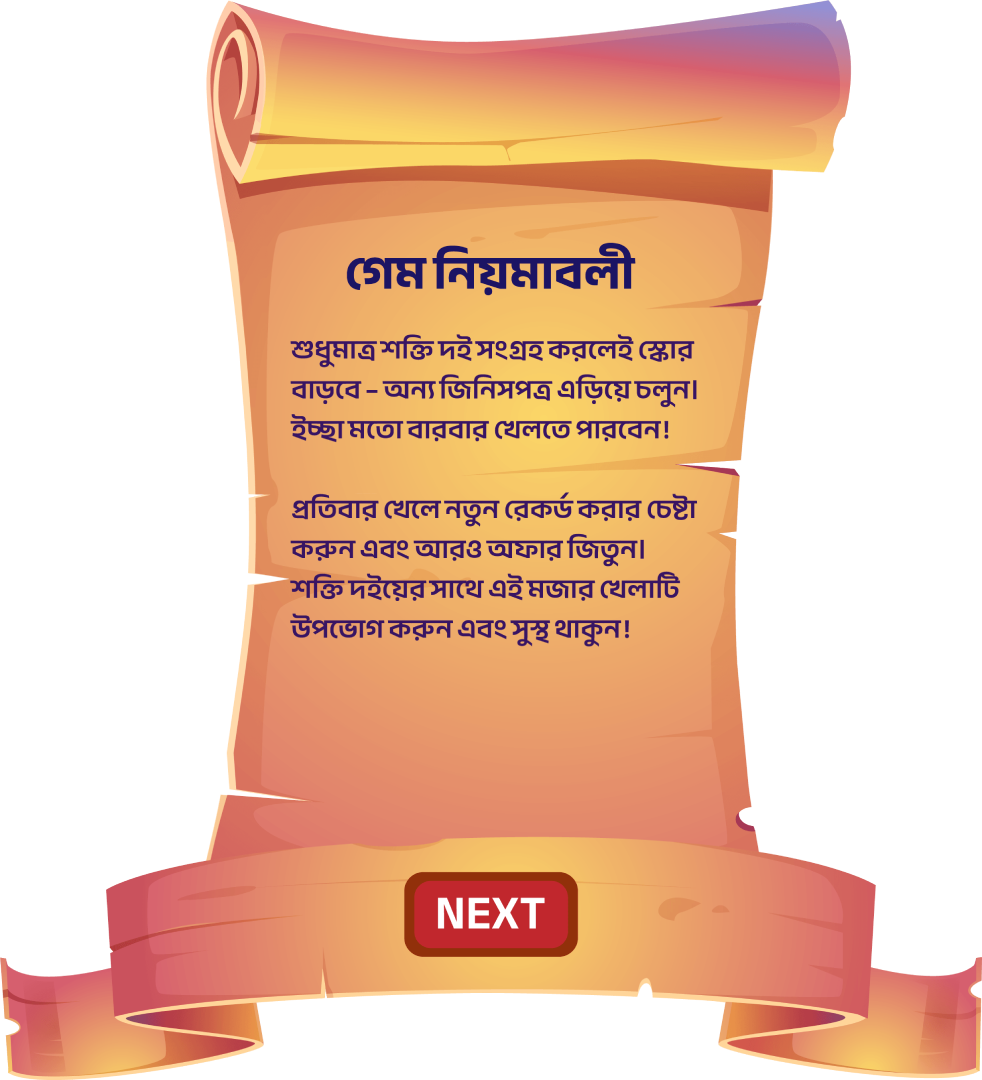 গেম নিয়মাবলী
শুধুমাত্র শক্তি দই সংগ্রহ করলেই স্কোর
বাড়বে – অন্য জিনিসপত্র এড়িয়ে চলুন।
ইচ্ছা মতো বারবার খেলতে পারবেন!
প্রতিবার খেলে নতুন রেকর্ড করার চেষ্টা
করুন এবং আরও অফার জিতুন।
শক্তি দইয়ের সাথে এই মজার খেলাটি
উপভোগ করুন এবং সুস্থ থাকুন!
NEXT